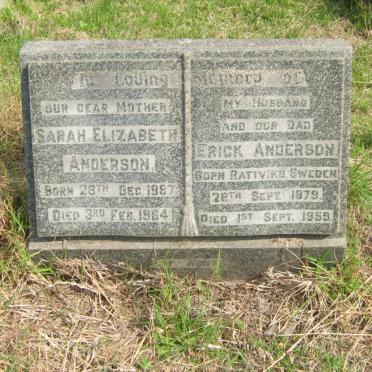 In Loving Memory Of
Our Dear Mother
Sarah Elizabeth
Anderson.
Born 28th Dec. 1887
Died 3rd Feb. 1964
My Husband
And Our Dad
Erick Anderson.
Born Rattviks Sweden
28th Sept. 1879.
Died 1st Sept. 1959.